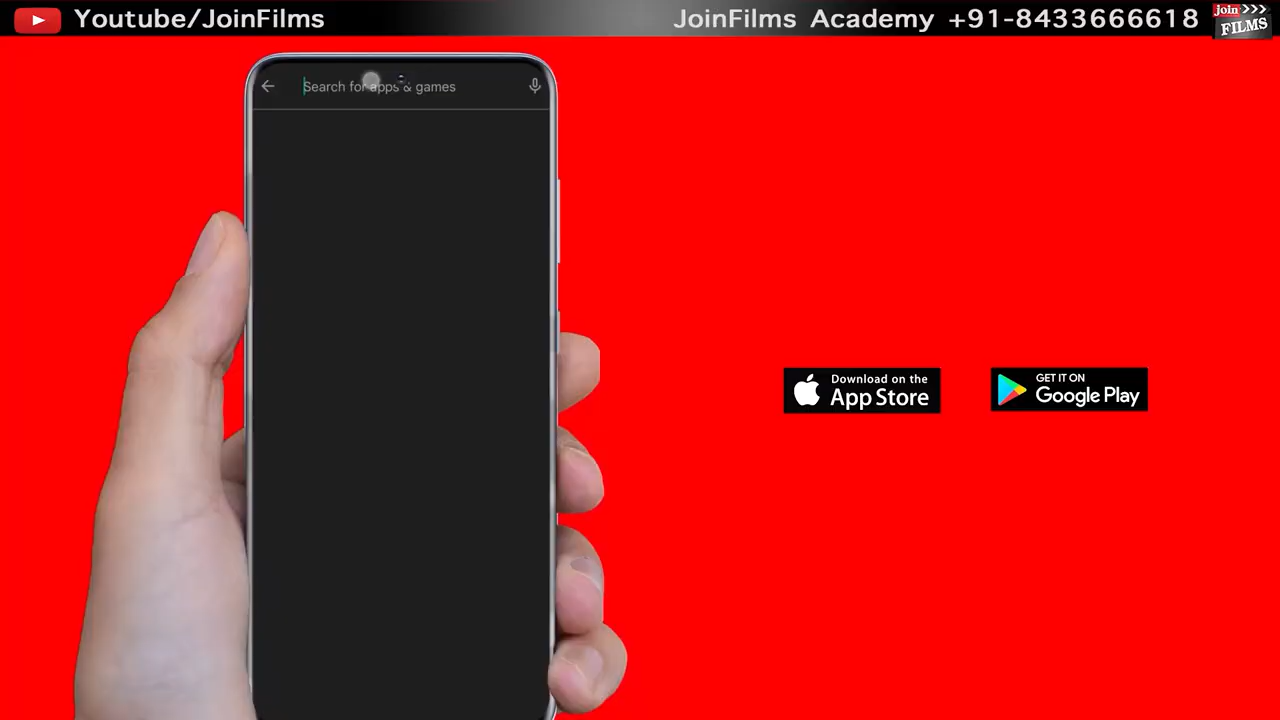 Youtube/JoinFilms
JoinFilms Academy +91-8433666618
Join
FILMS
Search for apps & games
Download on the
App Store
GET IT ON
Google Play